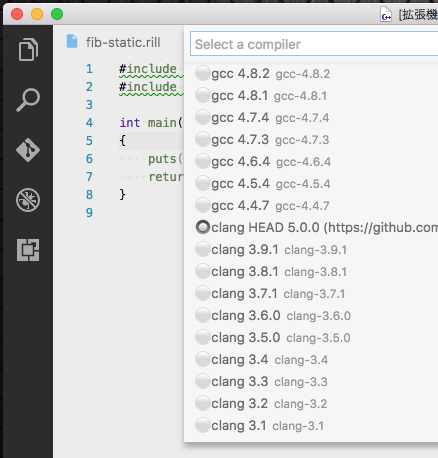 [拡張機
fib-static.rill
Select a compiler
1 #include
2 #include
3
4 int main(
5 {
6 puts(
7 retur
8 }
9
gcc 4.8.2 gcc-4.8.2
gcc 4.8.1 gcc-4.8.1
gcc 4.7.4 gcc-4.7.4
gcc 4.7.3 gcc-4.7.3
gcc 4.6.4 gcc-4.6.4
gcc 4.5.4 gcc-4.5.4
gcc 4.4.7 gcc-4.4.7
clang HEAD 5.0.0 (https://github.com
clang 3.9.1 clang-3.9.1
clang 3.8.1 clang-3.8.1
clang 3.7.1 clang-3.7.1
clang 3.6.0 clang-3.6.0
clang 3.5.0 clang-3.5.0
clang 3.4 clang-3.4
clang 3.3 clang-3.3
clang 3.2 clang-3.2
clang 3.1 clang-3.1